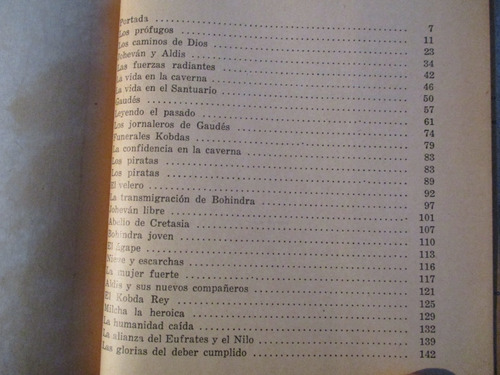 Portada ........ 7
Los prófugos ........ 11
Los caminos de Dios ........ 23
Joheván y Aldis ........ 34
Las fuerzas radiantes ........ 42
La vida en la caverna ........ 46
La vida en el Santuario ........ 50
Gaudés ........ 57
Leyendo el pasado ........ 61
Los jornaleros de Gaudés ........ 74
Funerales Kobdas ........ 79
La confidencia en la caverna ........ 83
Los piratas ........ 83
Los piratas ........ 89
El velero ........ 92
La transmigración de Bohindra ........ 97
Joheván libre ........ 101
Abelio de Cretasia ........ 107
Bohindra joven ........ 110
El Ágape ........ 113
Nieve y escarchas ........ 116
La mujer fuerte ........ 117
Aldis y sus nuevos compañeros ........ 121
El Kobda Rey ........ 125
Milcha la heroica ........ 129
La humanidad caída ........ 132
La alianza del Eufrates y el Nilo ........ 139
Las glorias del deber cumplido ........ 142